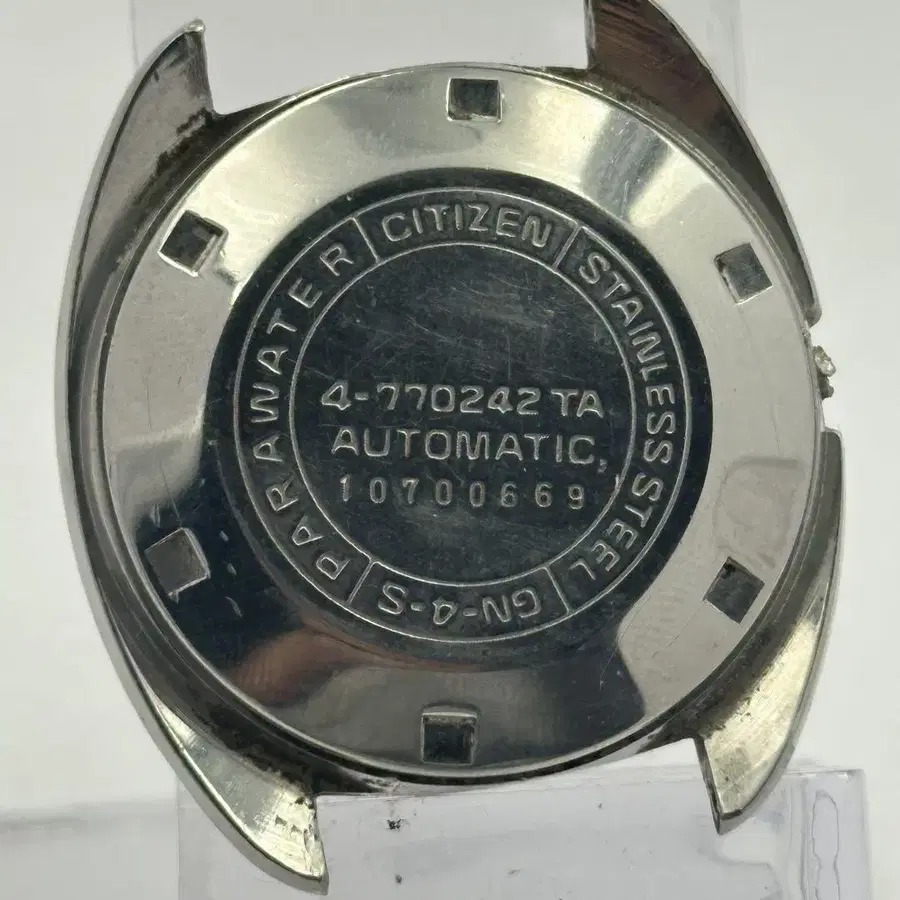 PARAWATER | CITIZEN | STAINLESS STEEL | GN-4-S
4-770242 TA
AUTOMATIC,
10700669